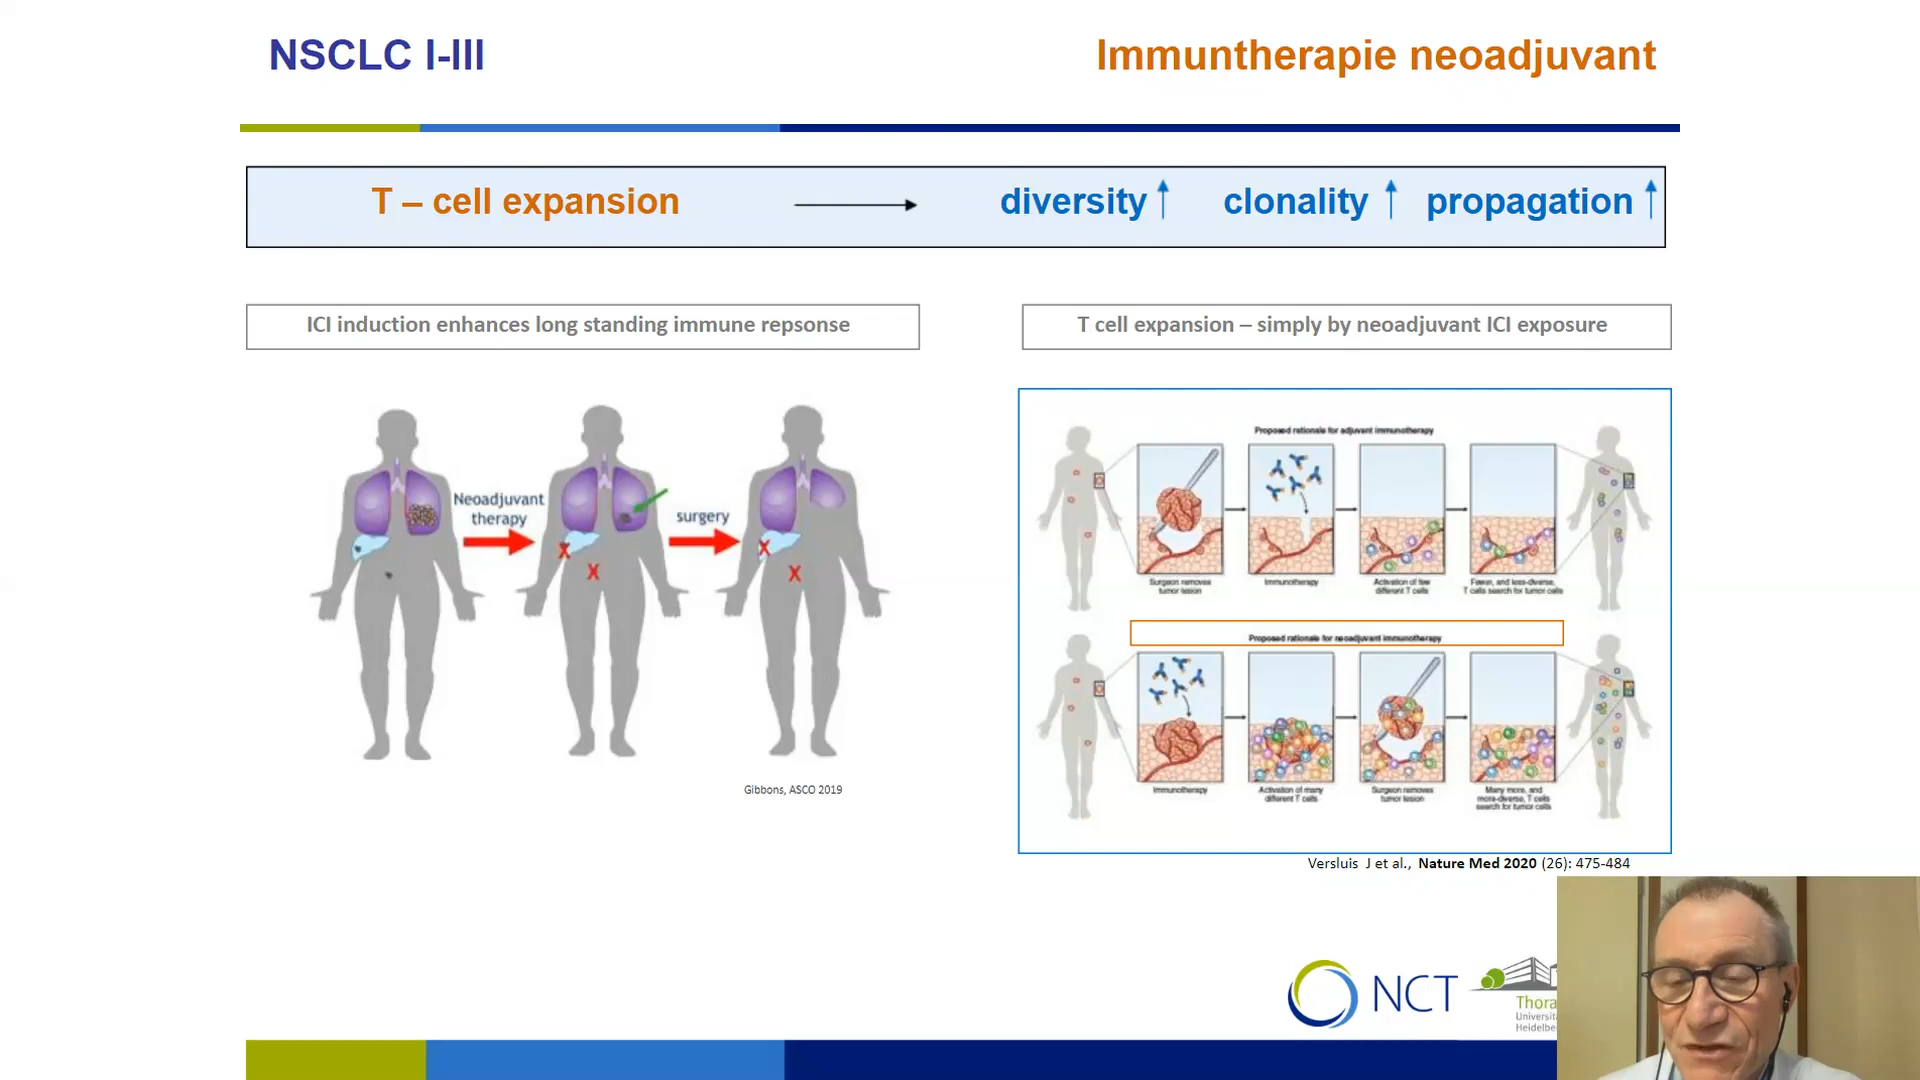 NSCLC I-III
Immuntherapie neoadjuvant
T – cell expansion
diversity
clonality
propagation
ICI induction enhances long standing immune repsonse
T cell expansion – simply by neoadjuvant ICI exposure
Neoadjuvant
therapy
surgery
X
X
X
X
Gibbons, ASCO 2019
Proposed rationale for adjuvant immunotherapy
Surgeon removes
tumor lesion
Immunotherapy
Activation of few
different T cells
Fewer, and less-diverse,
T cells search for tumor cells
Proposed rationale for neoadjuvant immunotherapy
Immunotherapy
Activation of many
different T cells
Surgeon removes
tumor lesion
Many more, and
more-diverse, T cells
search for tumor cells
Versluis J et al., Nature Med 2020 (26): 475-484
NCT
Thora
Universita
Heidelbe